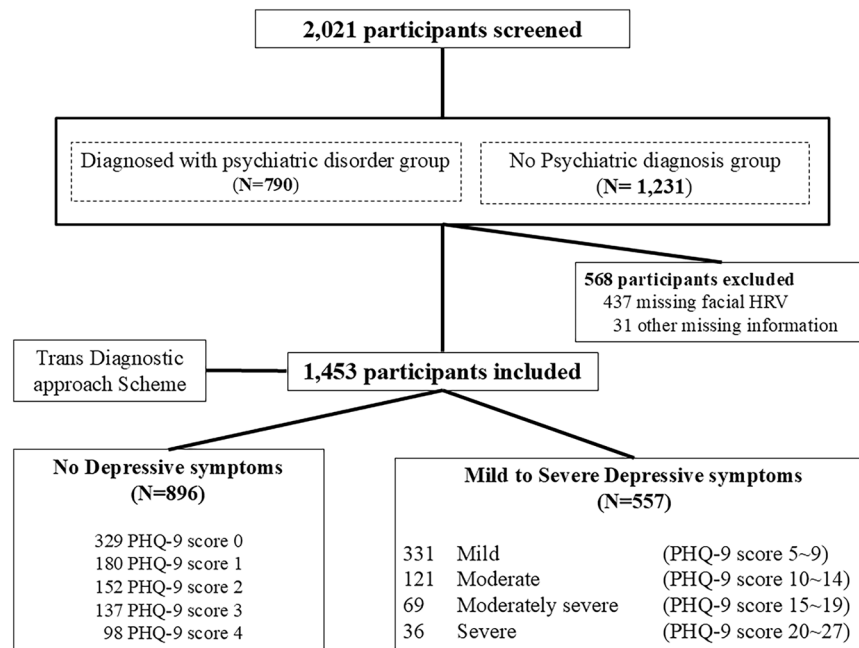 2,021 participants screened
Diagnosed with psychiatric disorder group
(N=790)
No Psychiatric diagnosis group
(N= 1,231)
568 participants excluded
437 missing facial HRV
31 other missing information
Trans Diagnostic
approach Scheme
1,453 participants included
No Depressive symptoms
(N=896)
329 PHQ-9 score 0
180 PHQ-9 score 1
152 PHQ-9 score 2
137 PHQ-9 score 3
98 PHQ-9 score 4
Mild to Severe Depressive symptoms
(N=557)
331 Mild (PHQ-9 score 5~9)
121 Moderate (PHQ-9 score 10~14)
69 Moderately severe (PHQ-9 score 15~19)
36 Severe (PHQ-9 score 20~27)